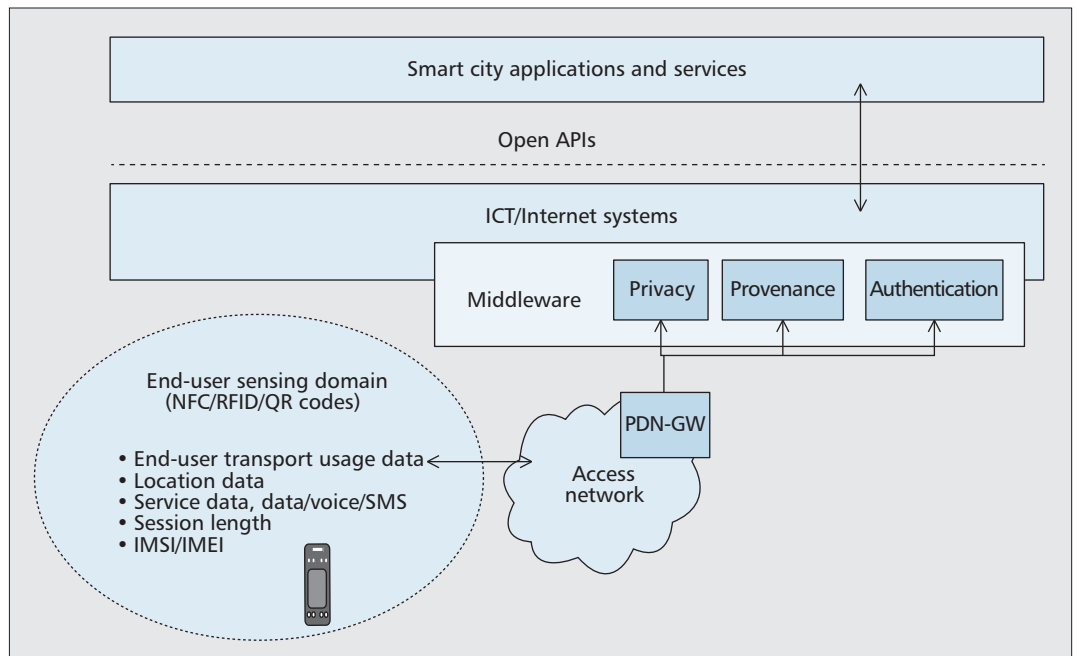 Smart city applications and services
Open APIs
ICT/Internet systems
Middleware
Privacy
Provenance
Authentication
End-user sensing domain
(NFC/RFID/QR codes)
• End-user transport usage data
• Location data
• Service data, data/voice/SMS
• Session length
• IMSI/IMEI
PDN-GW
Access
network